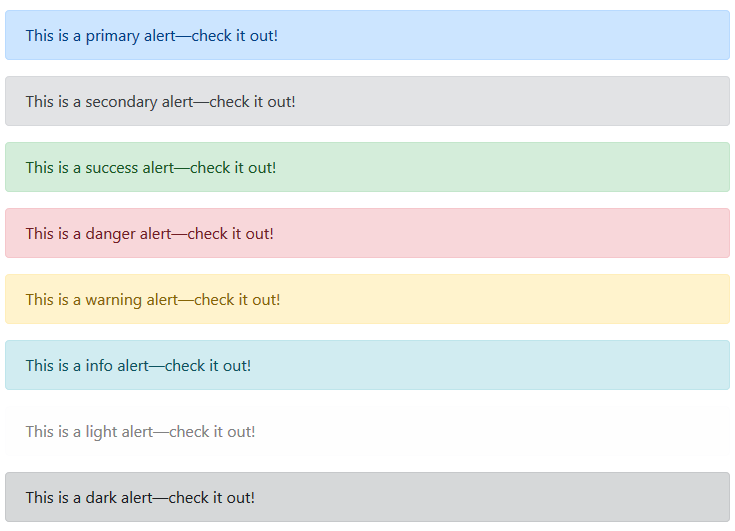 This is a primary alert—check it out!
This is a secondary alert—check it out!
This is a success alert—check it out!
This is a danger alert—check it out!
This is a warning alert—check it out!
This is a info alert—check it out!
This is a light alert—check it out!
This is a dark alert—check it out!